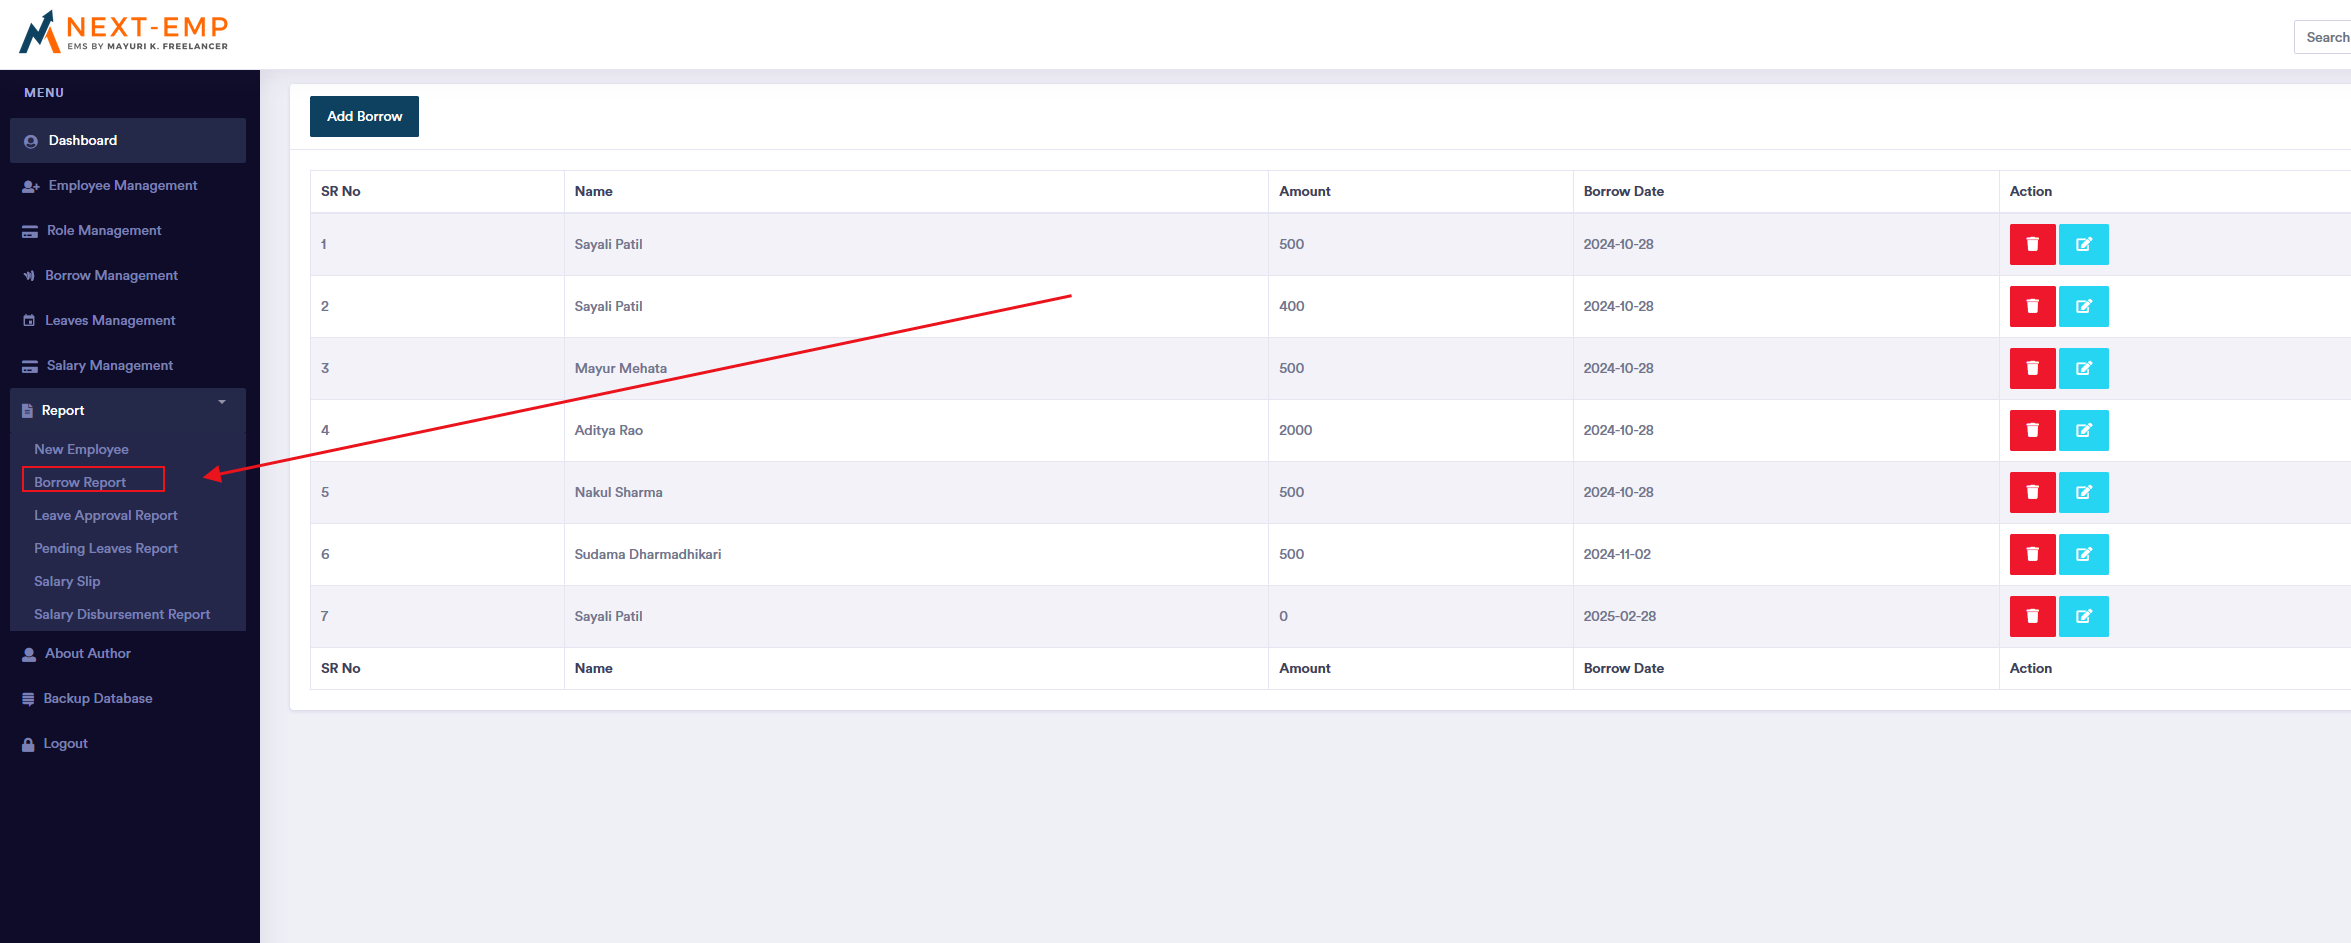 NEXT-EMP
EMS BY MAYURI K. FREELANCER
Search
MENU
Dashboard
Employee Management
Role Management
Borrow Management
Leaves Management
Salary Management
Report
New Employee
Borrow Report
Leave Approval Report
Pending Leaves Report
Salary Slip
Salary Disbursement Report
About Author
Backup Database
Logout
Add Borrow
SR No Name Amount Borrow Date Action
1 Sayali Patil 500 2024-10-28
2 Sayali Patil 400 2024-10-28
3 Mayur Mehata 500 2024-10-28
4 Aditya Rao 2000 2024-10-28
5 Nakul Sharma 500 2024-10-28
6 Sudama Dharmadhikari 500 2024-11-02
7 Sayali Patil 0 2025-02-28
SR No Name Amount Borrow Date Action